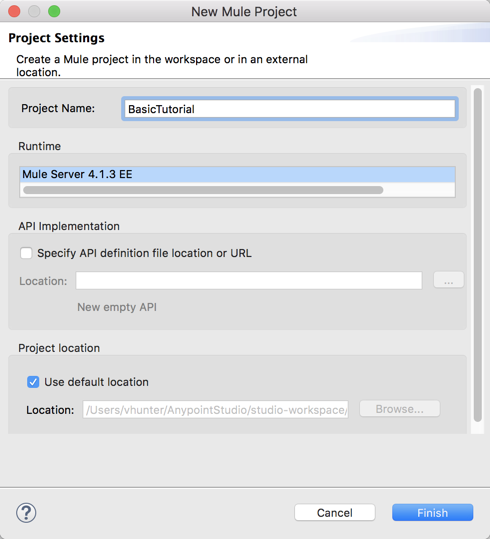 New Mule Project
Project Settings
Create a Mule project in the workspace or in an external
location.
Project Name: BasicTutorial
Runtime
Mule Server 4.1.3 EE
API Implementation
Specify API definition file location or URL
Location: ...
New empty API
Project location
Use default location
Location: /Users/vhunter/AnypointStudio/studio-workspace/ Browse...
? Cancel Finish